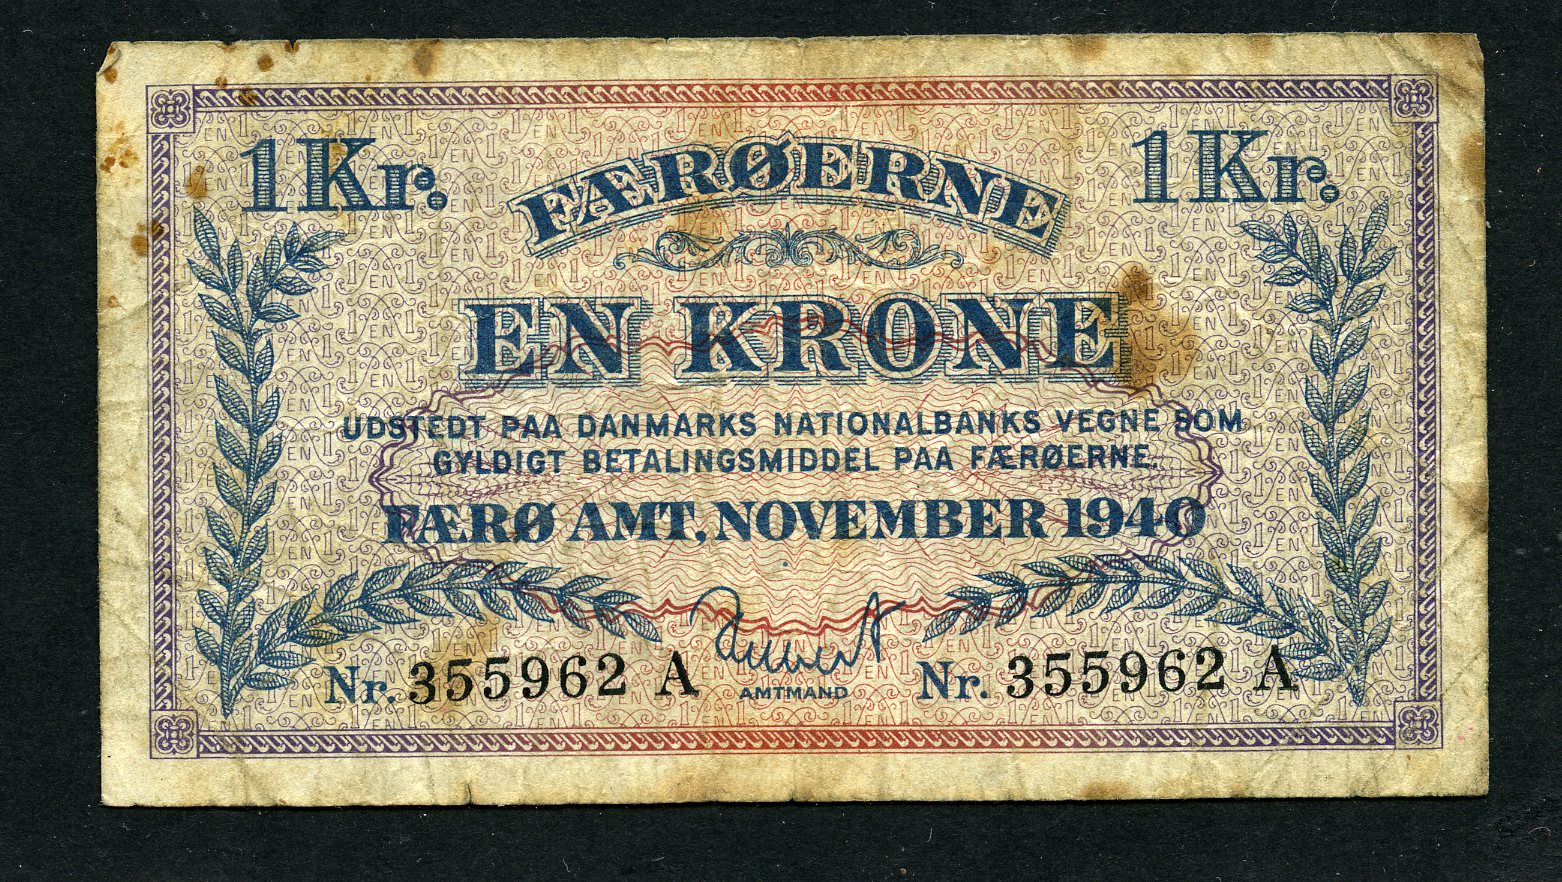 1Kr. FÆRØERNE 1Kr.
EN KRONE
UDSTEDT PAA DANMARKS NATIONALBANKS VEGNE SOM
GYLDIGT BETALINGSMIDDEL PAA FÆRØERNE.
FÆRØ AMT, NOVEMBER 1940
AMTMAND
Nr. 355962 A Nr. 355962 A